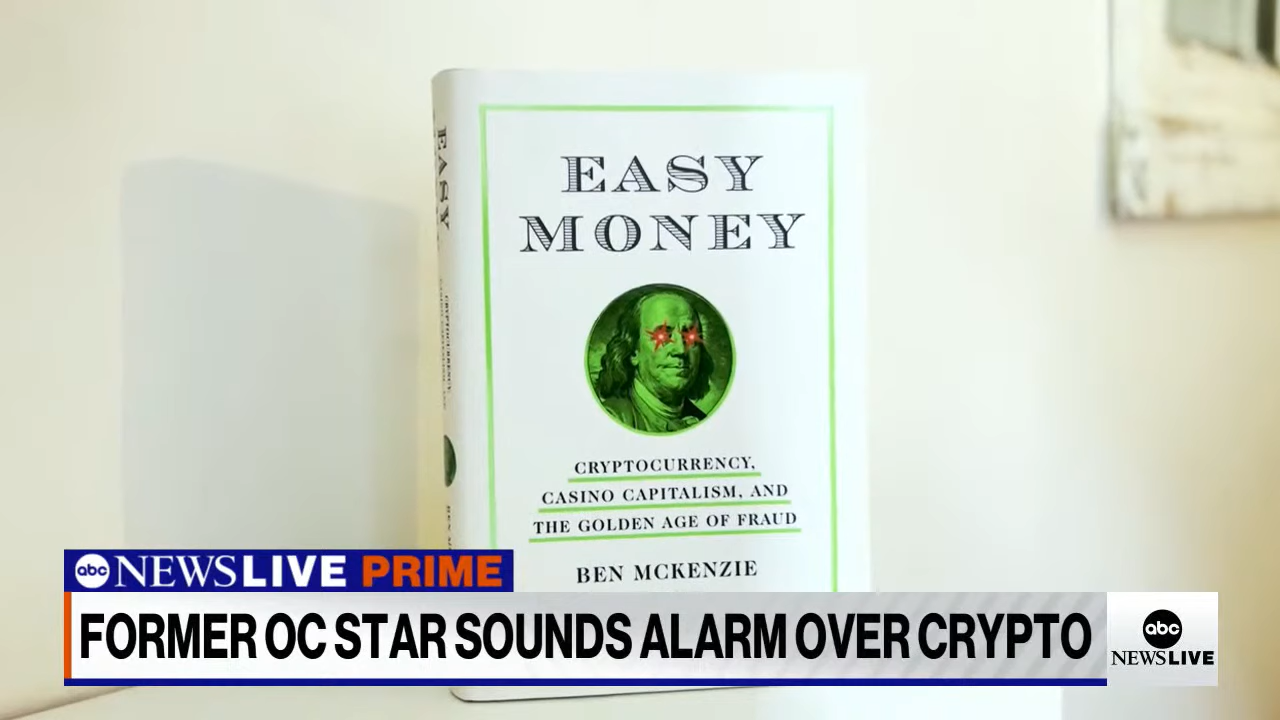 EASY
MONEY
CRYPTOCURRENCY,
CASINO CAPITALISM, AND
THE GOLDEN AGE OF FRAUD
BEN MCKENZIE
EASY
abc NEWS LIVE PRIME
FORMER OC STAR SOUNDS ALARM OVER CRYPTO
abc
NEWS LIVE